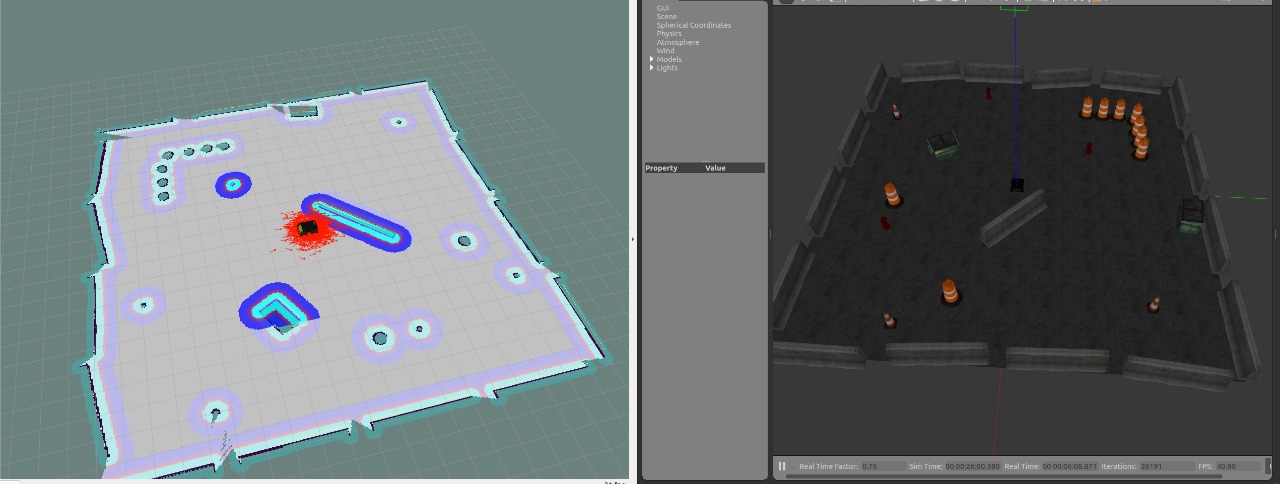 GUI
Scene
Spherical Coordinates
Physics
Atmosphere
Wind
Models
Lights
Property Value
Real Time Factor: 0.76 Sim Time: 00 00:26:00.380 Real Time: 00 00:06:08.871 Iterations: 26191 FPS: 40.98